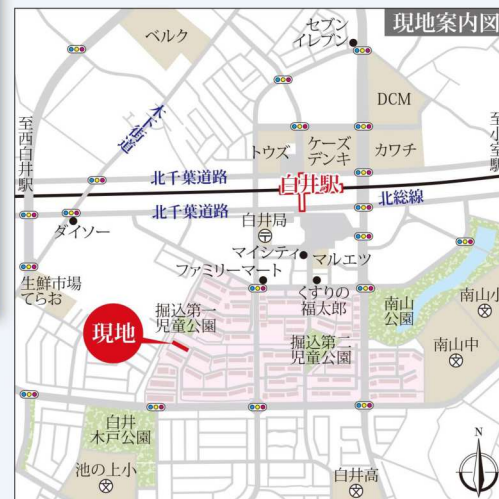 現地案内図
セブン
イレブン
ベルク
木下街道
DCM
トウズ
ケーズ
デンキ
カワチ
至西白井駅
至小室駅
北千葉道路
白井駅
北千葉道路
北総線
白井局
ダイソー
マイシティ
マルエツ
ファミリーマート
生鮮市場
てらお
くすりの
福太郎
南山
公園
南山小
堀込第一
児童公園
現地
堀込第二
児童公園
南山中
白井
木戸公園
池の上小
白井高
N